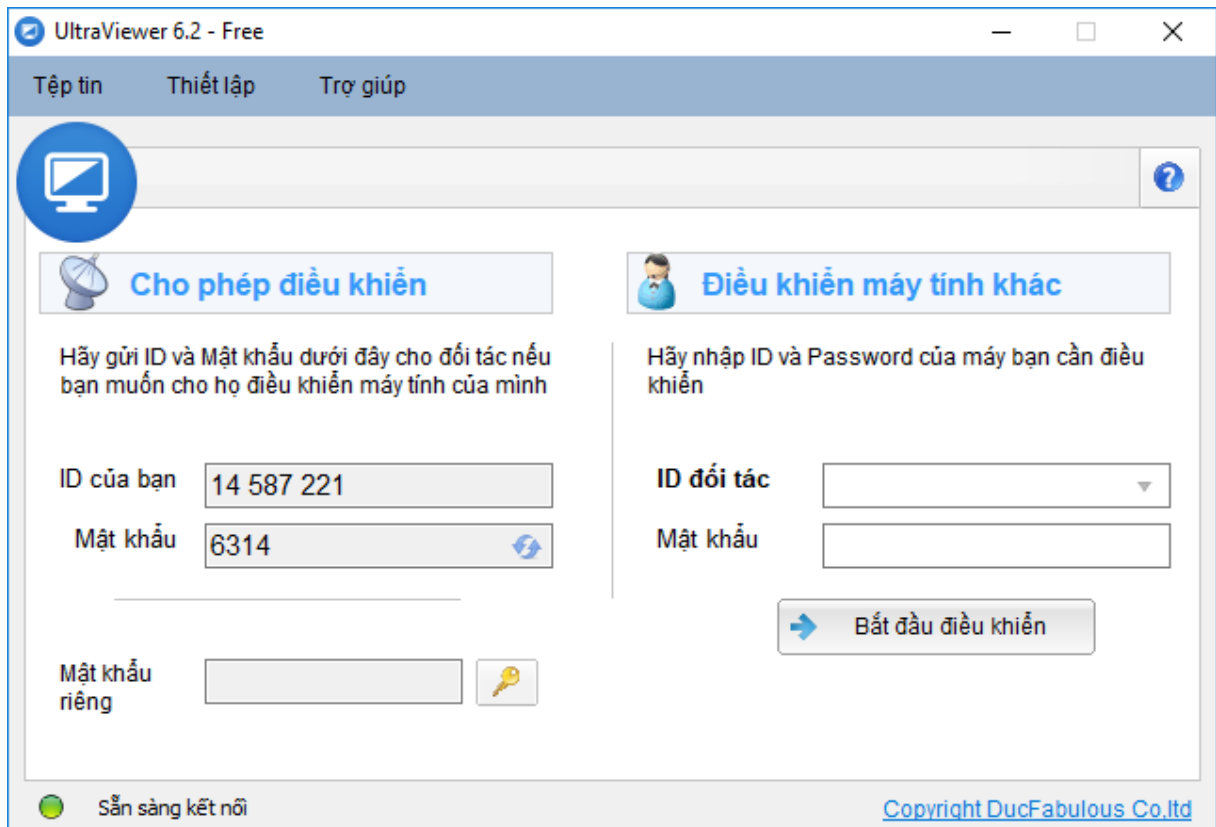 UltraViewer 6.2 - Free
Tệp tin Thiết lập Trợ giúp
Cho phép điều khiển
Hãy gửi ID và Mật khẩu dưới đây cho đối tác nếu
bạn muốn cho họ điều khiển máy tính của mình
ID của bạn 14 587 221
Mật khẩu 6314
Mật khẩu
riêng
Điều khiển máy tính khác
Hãy nhập ID và Password của máy bạn cần điều
khiển
ID đối tác
Mật khẩu
Bắt đầu điều khiển
Sẵn sàng kết nối
Copyright DucFabulous Co,ltd